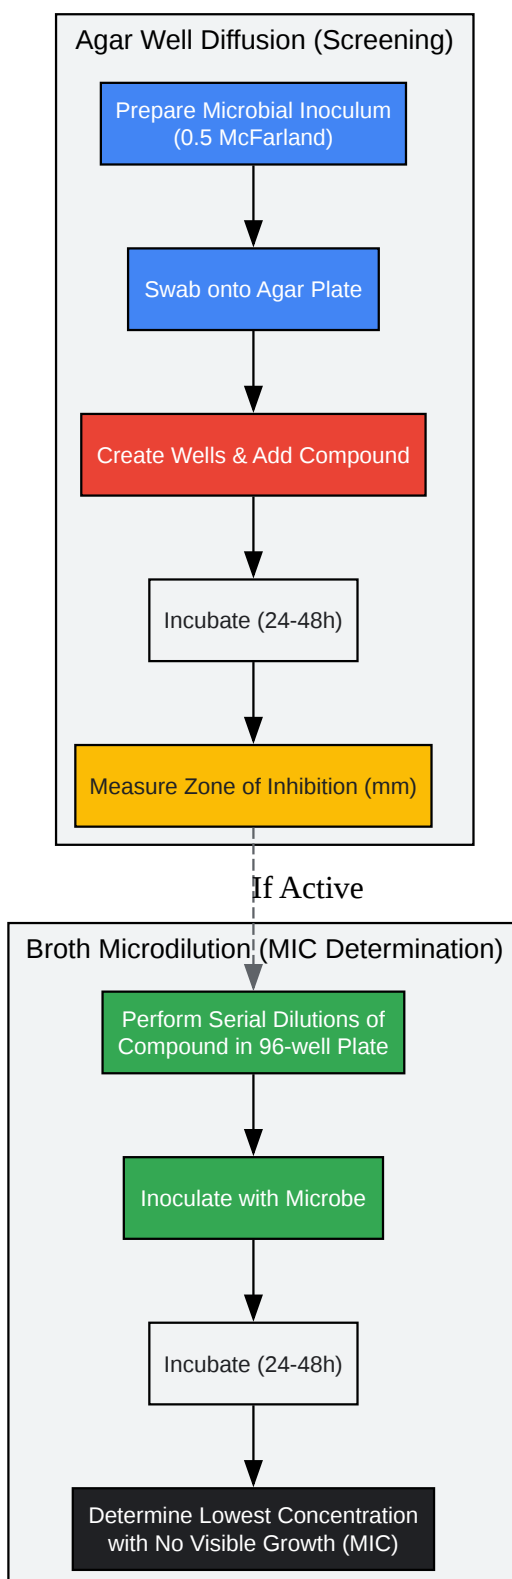 Agar Well Diffusion (Screening)
Prepare Microbial Inoculum
(0.5 McFarland)
Swab onto Agar Plate
Create Wells & Add Compound
Incubate (24-48h)
Measure Zone of Inhibition (mm)
If Active
Broth Microdilution (MIC Determination)
Perform Serial Dilutions of
Compound in 96-well Plate
Inoculate with Microbe
Incubate (24-48h)
Determine Lowest Concentration
with No Visible Growth (MIC)